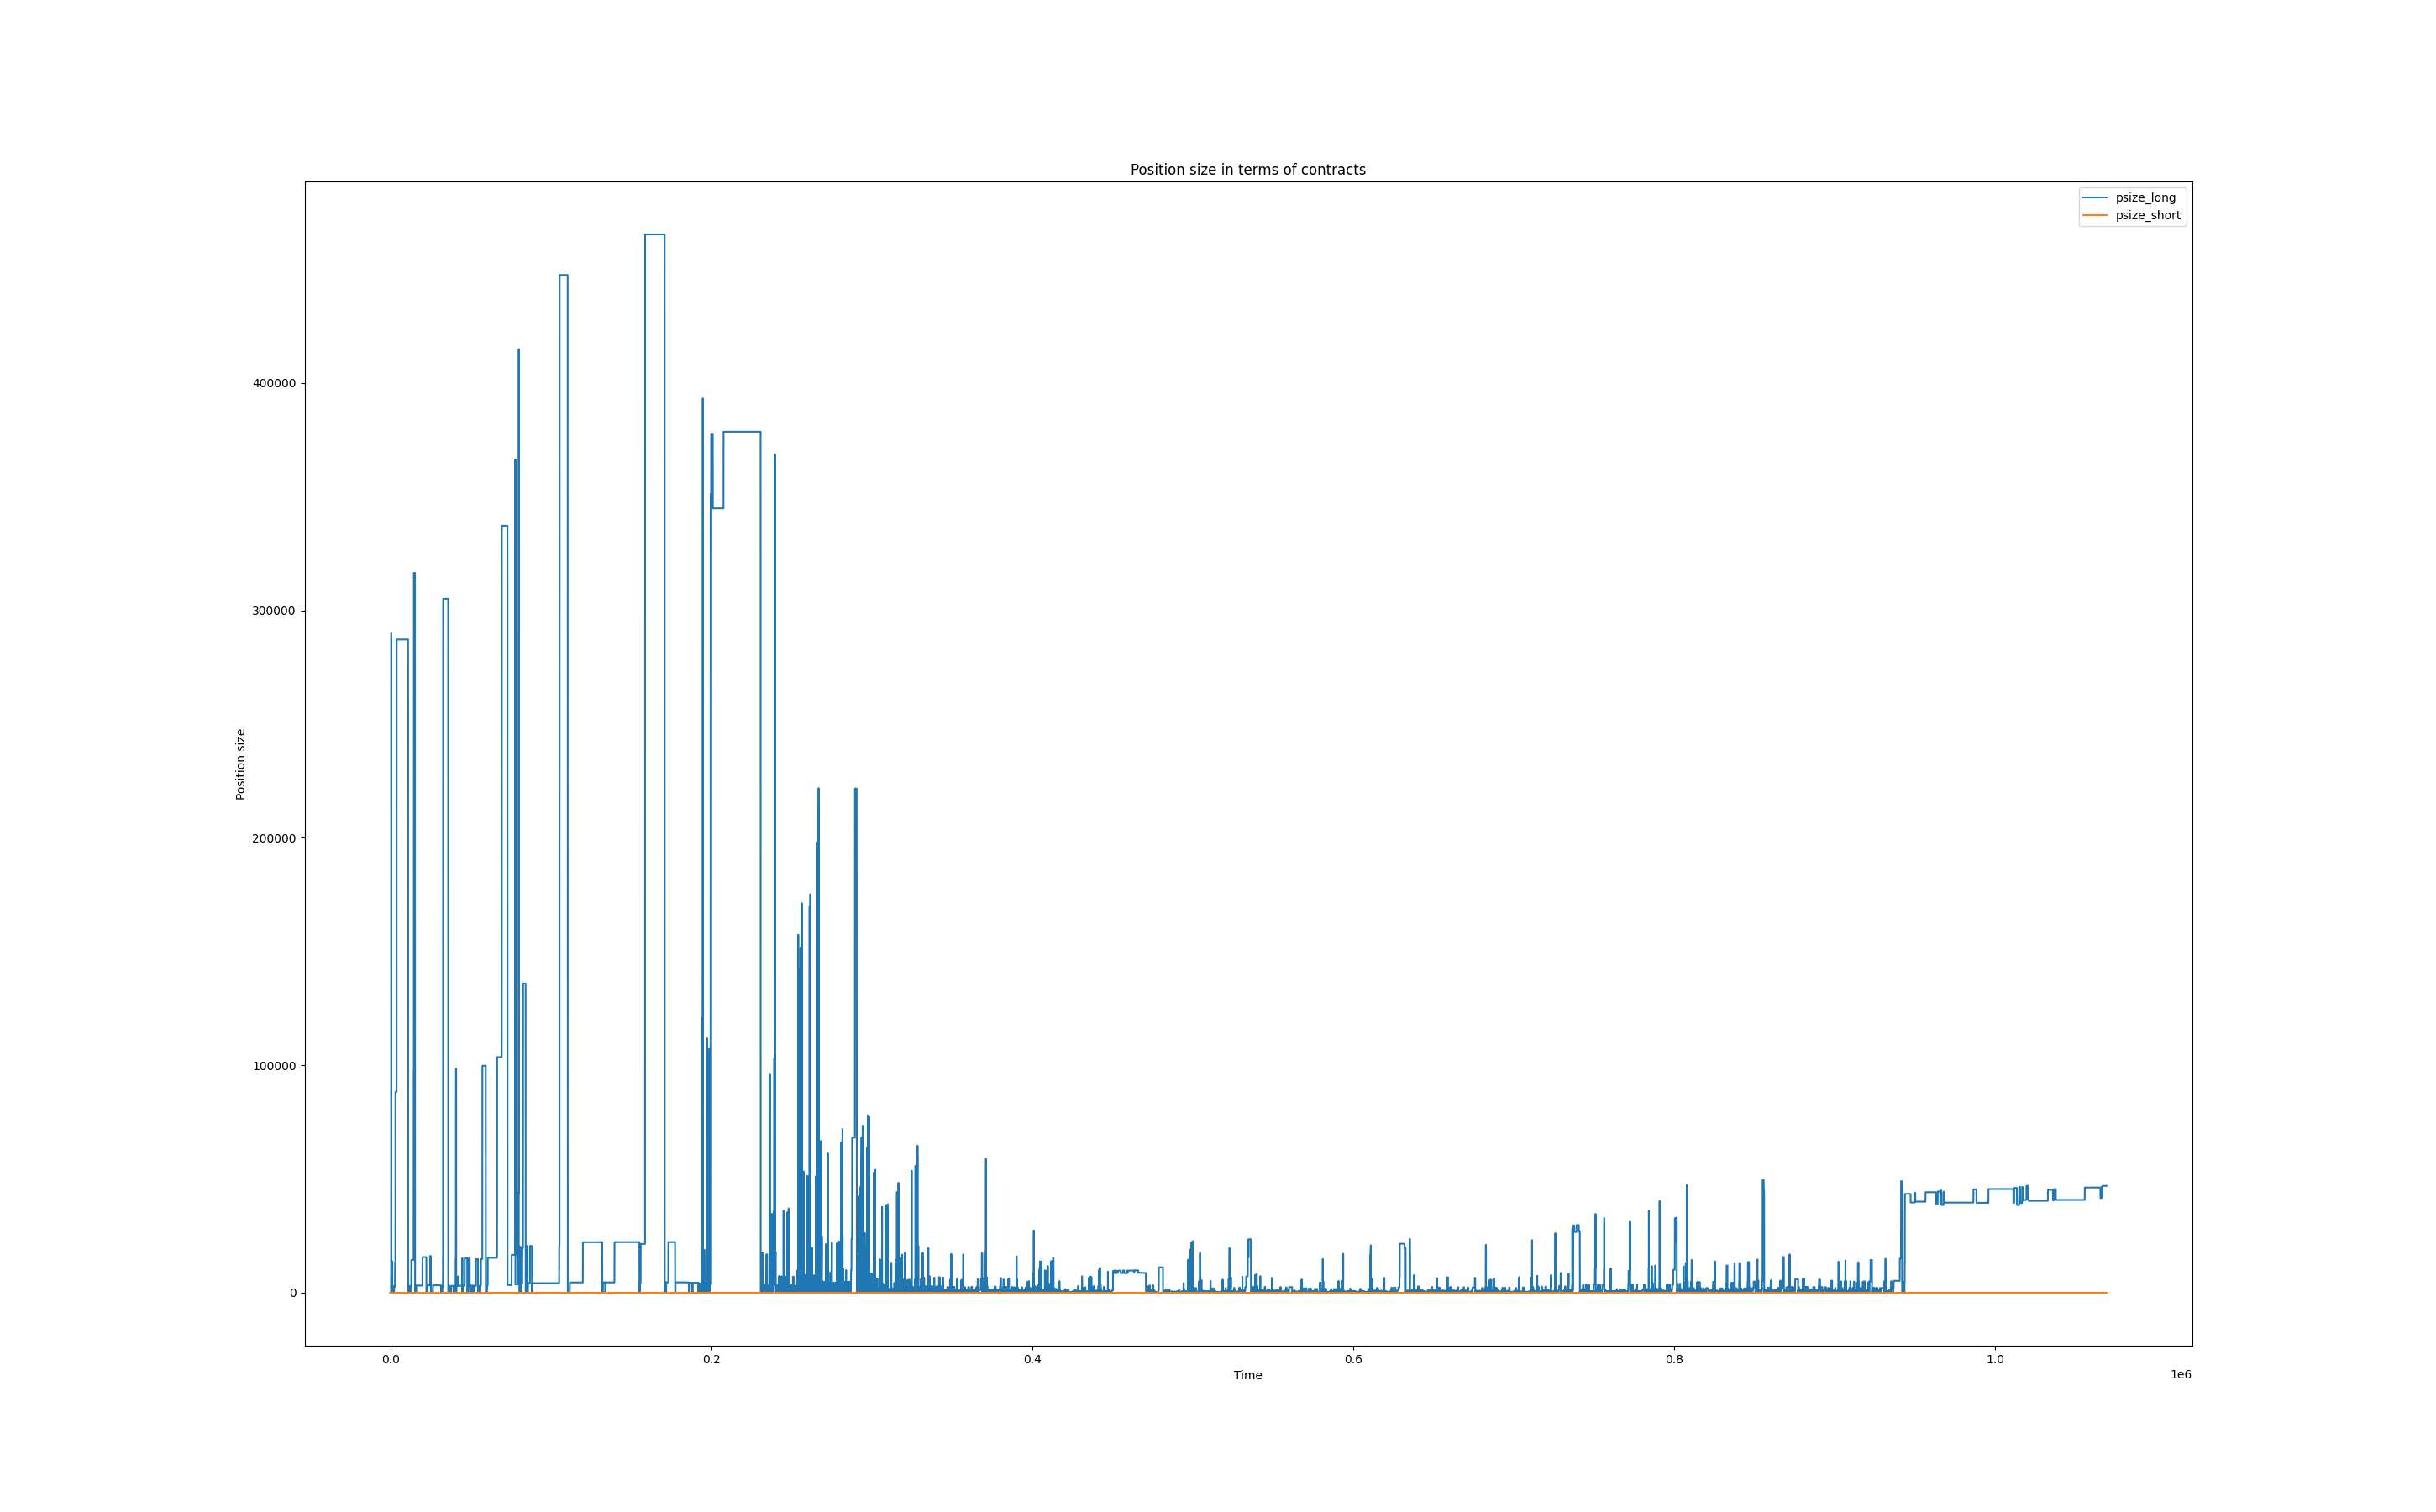 Position size in terms of contracts
psize_long
psize_short
Position size
400000
300000
200000
100000
0
0.0 0.2 0.4 0.6 0.8 1.0
Time
1e6